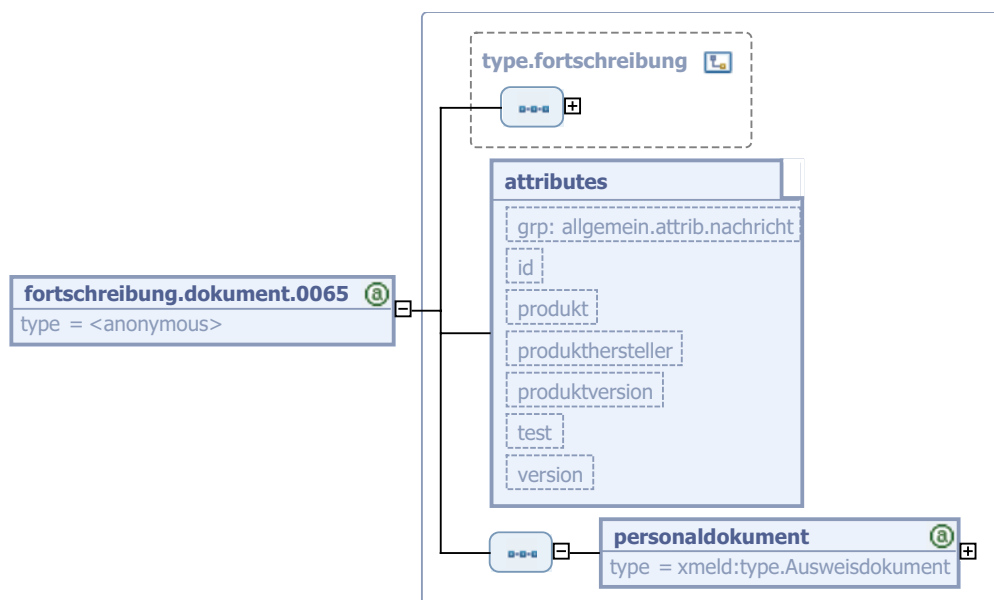 type.fortschreibung
attributes
grp: allgemein.attrib.nachricht
id
produkt
produkthersteller
produktversion
test
version
fortschreibung.dokument.0065
type = <anonymous>
personaldokument
type = xmeld:type.Ausweisdokument